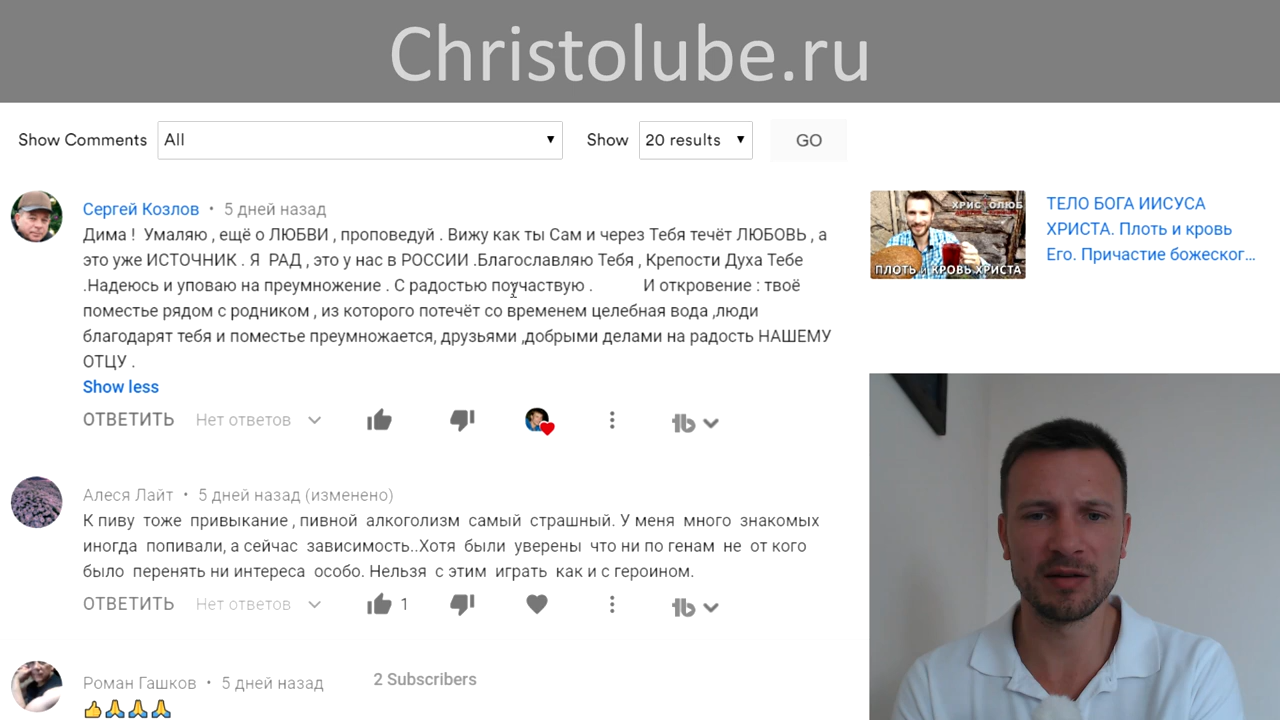 Christolube.ru
Show Comments
All
Show
20 results
GO
Сергей Козлов • 5 дней назад
Дима ! Умаляю , ещё о ЛЮБВИ , проповедуй . Вижу как ты Сам и через Тебя течёт ЛЮБОВЬ , а
это уже ИСТОЧНИК . Я РАД , это у нас в РОССИИ .Благославляю Тебя , Крепости Духа Тебе
.Надеюсь и уповаю на преумножение . С радостью поучаствую . И откровение : твоё
поместье рядом с родником , из которого потечёт со временем целебная вода ,люди
благодарят тебя и поместье преумножается, друзьями ,добрыми делами на радость НАШЕМУ
ОТЦУ .
Show less
ОТВЕТИТЬ Нет ответов
Алеся Лайт • 5 дней назад (изменено)
К пиву тоже привыкание , пивной алкоголизм самый страшный. У меня много знакомых
иногда попивали, а сейчас зависимость..Хотя были уверены что ни по генам не от кого
было перенять ни интереса особо. Нельзя с этим играть как и с героином.
ОТВЕТИТЬ Нет ответов 1
Роман Гашков • 5 дней назад 2 Subscribers
👍🙏🙏🙏
ПЛОТЬ И КРОВЬ ХРИСТА
ТЕЛО БОГА ИИСУСА
ХРИСТА. Плоть и кровь
Его. Причастие божеског...